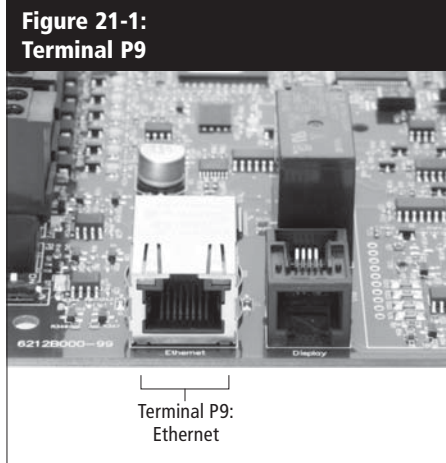 Figure 21-1:
Terminal P9
6212B000-99
Ethernet
Display
Terminal P9:
Ethernet